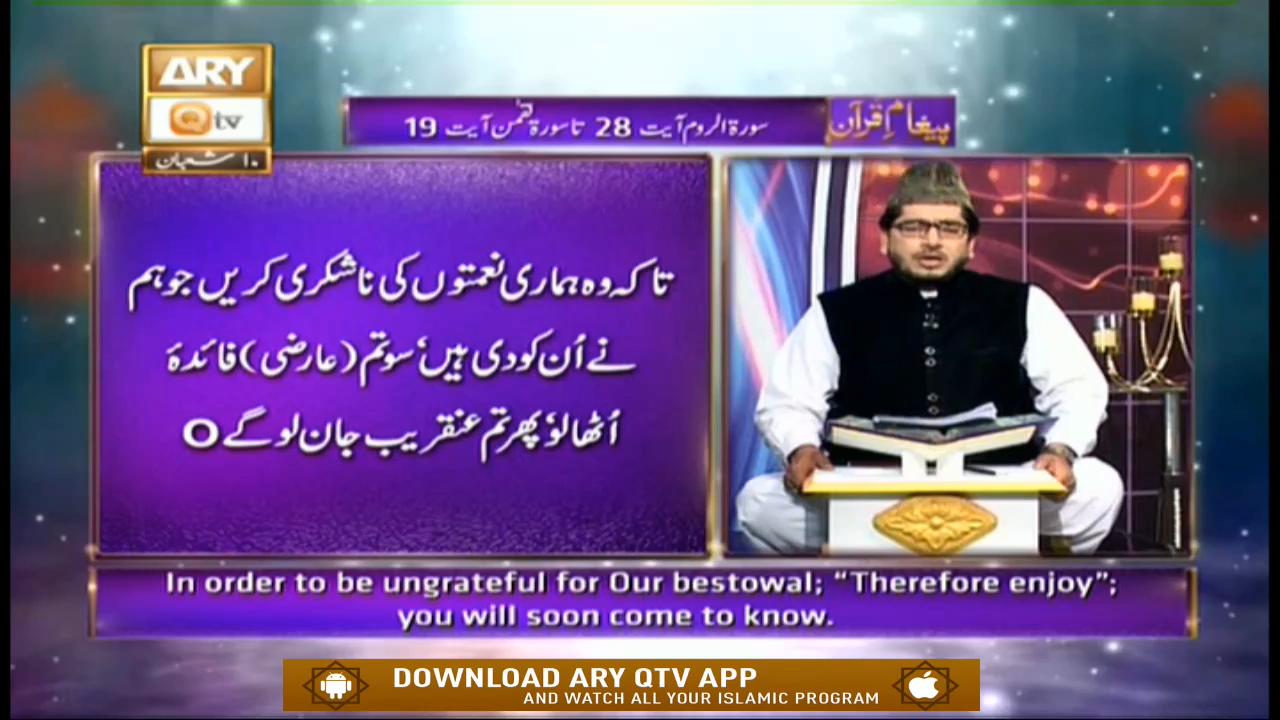 ARY
Qtv
۱۰ شعبان
پیغامِ قرآن
سورۃ الروم آیت 28 تا سورۃ لقمٰن آیت 19
تاکہ وہ ہماری نعمتوں کی ناشکری کریں جو ہم
نے اُن کو دی ہیں‘ سو تم (عارضی) فائدہ
اُٹھالو‘ پھر تم عنقریب جان لو گے O
In order to be ungrateful for Our bestowal; “Therefore enjoy”;
you will soon come to know.
DOWNLOAD ARY QTV APP
AND WATCH ALL YOUR ISLAMIC PROGRAM